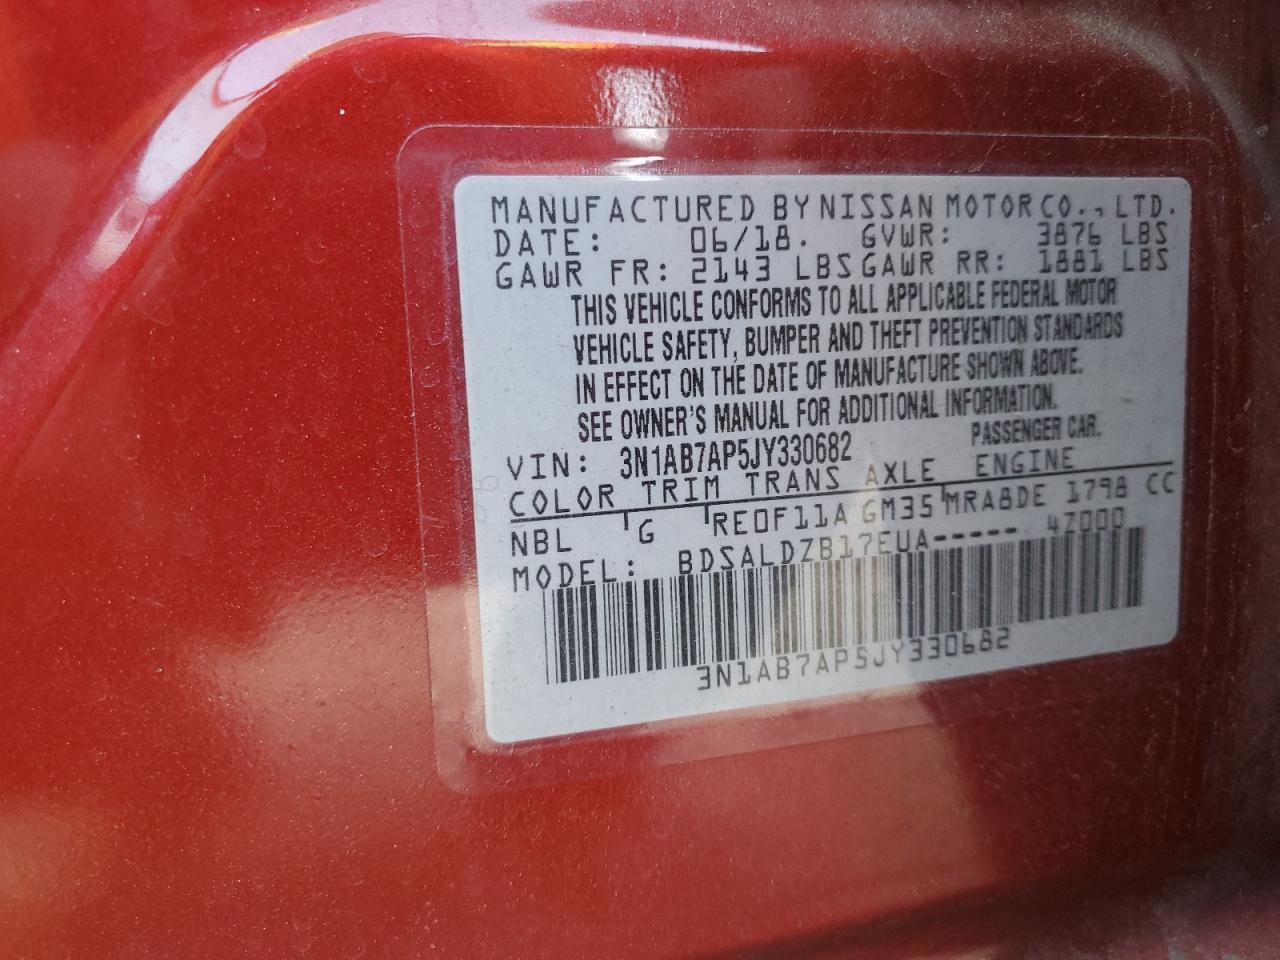 MANUFACTURED BY NISSAN MOTOR CO., LTD.
DATE: 06/18. GVWR: 3876 LBS
GAWR FR: 2143 LBS GAWR RR: 1881 LBS
THIS VEHICLE CONFORMS TO ALL APPLICABLE FEDERAL MOTOR
VEHICLE SAFETY, BUMPER AND THEFT PREVENTION STANDARDS
IN EFFECT ON THE DATE OF MANUFACTURE SHOWN ABOVE.
SEE OWNER'S MANUAL FOR ADDITIONAL INFORMATION.
VIN: 3N1AB7AP5JY330682 PASSENGER CAR.
COLOR TRIM TRANS AXLE ENGINE
NBL G RE0F11A GM35 MRA8DE 1798 CC
MODEL: BDSALDZB17EUA----- 4Z000
3N1AB7AP5JY330682